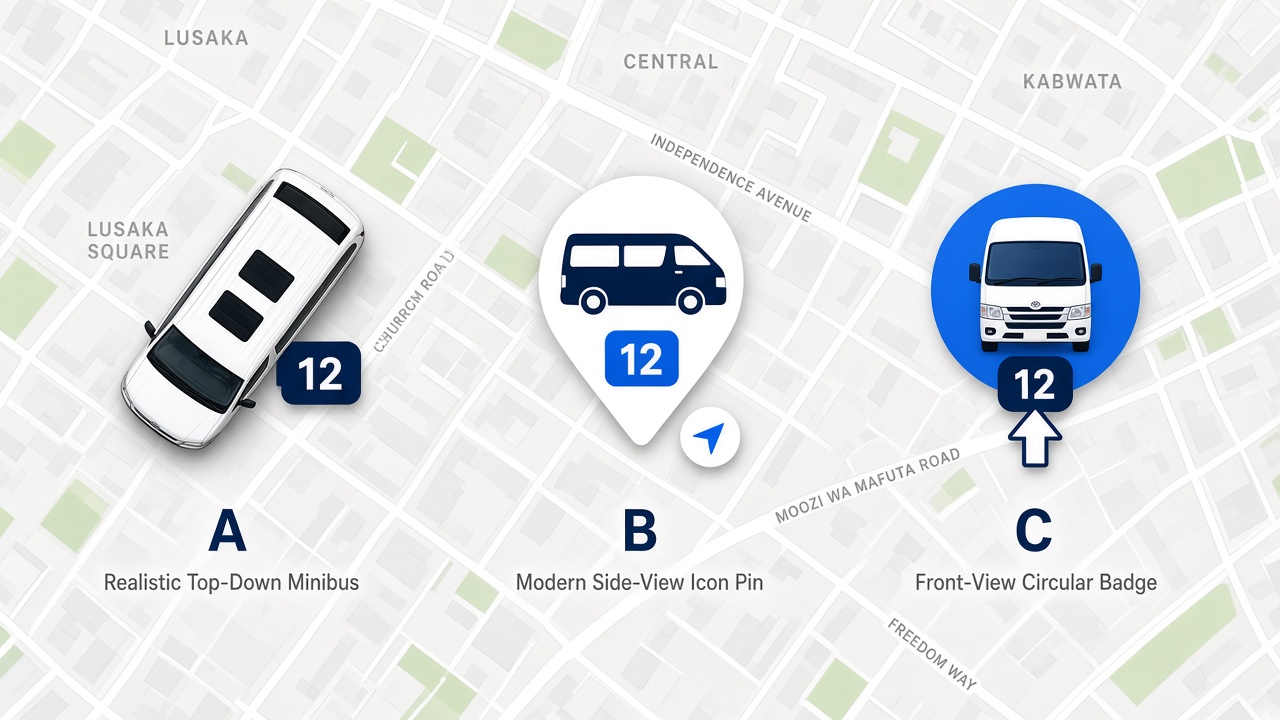 LUSAKA
CENTRAL
KABWATA
INDEPENDENCE AVENUE
LUSAKA
SQUARE
12
12
12
MOOZI WA MAFUTA ROAD
A
B
C
Realistic Top-Down Minibus
Modern Side-View Icon Pin
Front-View Circular Badge
FREEDOM WAY